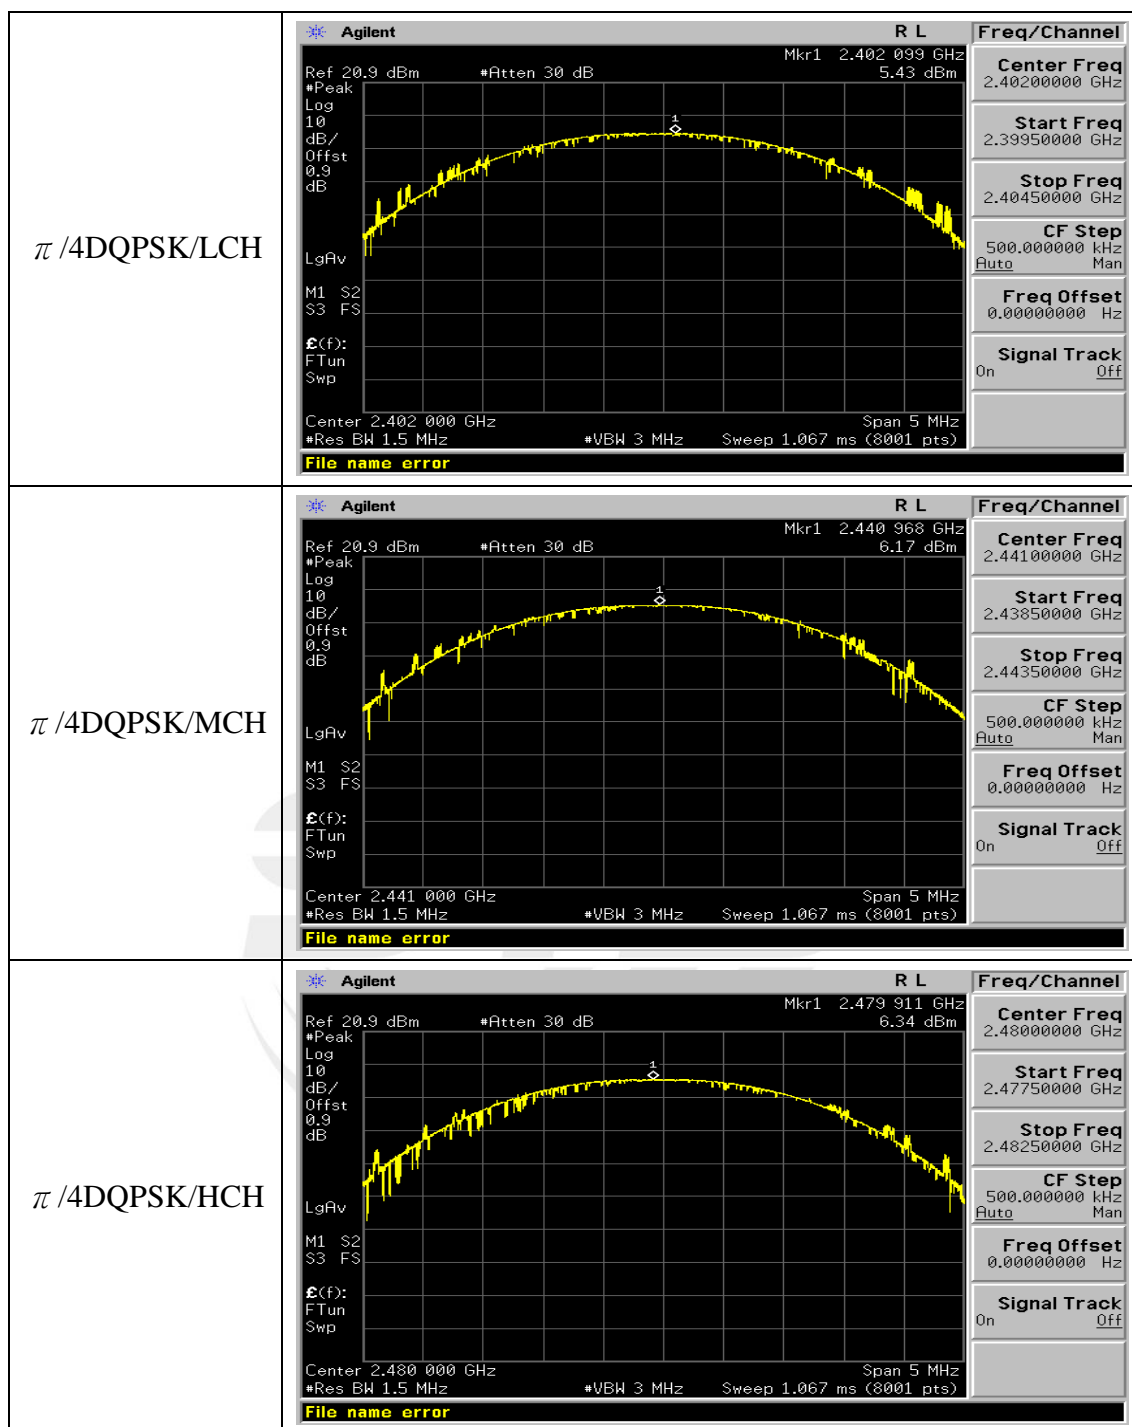 π/4DQPSK/LCH
Agilent R L Freq/Channel
Mkr1 2.402 099 GHz
Ref 20.9 dBm #Atten 30 dB 5.43 dBm
#Peak
Log
10
dB/
Offst
0.9
dB
1
LgAv
M1 S2
S3 FS
£(f):
FTun
Swp
Center 2.402 000 GHz Span 5 MHz
#Res BW 1.5 MHz #VBW 3 MHz Sweep 1.067 ms (8001 pts)
File name error
Center Freq
2.40200000 GHz
Start Freq
2.39950000 GHz
Stop Freq
2.40450000 GHz
CF Step
500.000000 kHz
Auto Man
Freq Offset
0.00000000 Hz
Signal Track
On Off
π/4DQPSK/MCH
Agilent R L Freq/Channel
Mkr1 2.440 968 GHz
Ref 20.9 dBm #Atten 30 dB 6.17 dBm
#Peak
Log
10
dB/
Offst
0.9
dB
1
LgAv
M1 S2
S3 FS
£(f):
FTun
Swp
Center 2.441 000 GHz Span 5 MHz
#Res BW 1.5 MHz #VBW 3 MHz Sweep 1.067 ms (8001 pts)
File name error
Center Freq
2.44100000 GHz
Start Freq
2.43850000 GHz
Stop Freq
2.44350000 GHz
CF Step
500.000000 kHz
Auto Man
Freq Offset
0.00000000 Hz
Signal Track
On Off
π/4DQPSK/HCH
Agilent R L Freq/Channel
Mkr1 2.479 911 GHz
Ref 20.9 dBm #Atten 30 dB 6.34 dBm
#Peak
Log
10
dB/
Offst
0.9
dB
1
LgAv
M1 S2
S3 FS
£(f):
FTun
Swp
Center 2.480 000 GHz Span 5 MHz
#Res BW 1.5 MHz #VBW 3 MHz Sweep 1.067 ms (8001 pts)
File name error
Center Freq
2.48000000 GHz
Start Freq
2.47750000 GHz
Stop Freq
2.48250000 GHz
CF Step
500.000000 kHz
Auto Man
Freq Offset
0.00000000 Hz
Signal Track
On Off